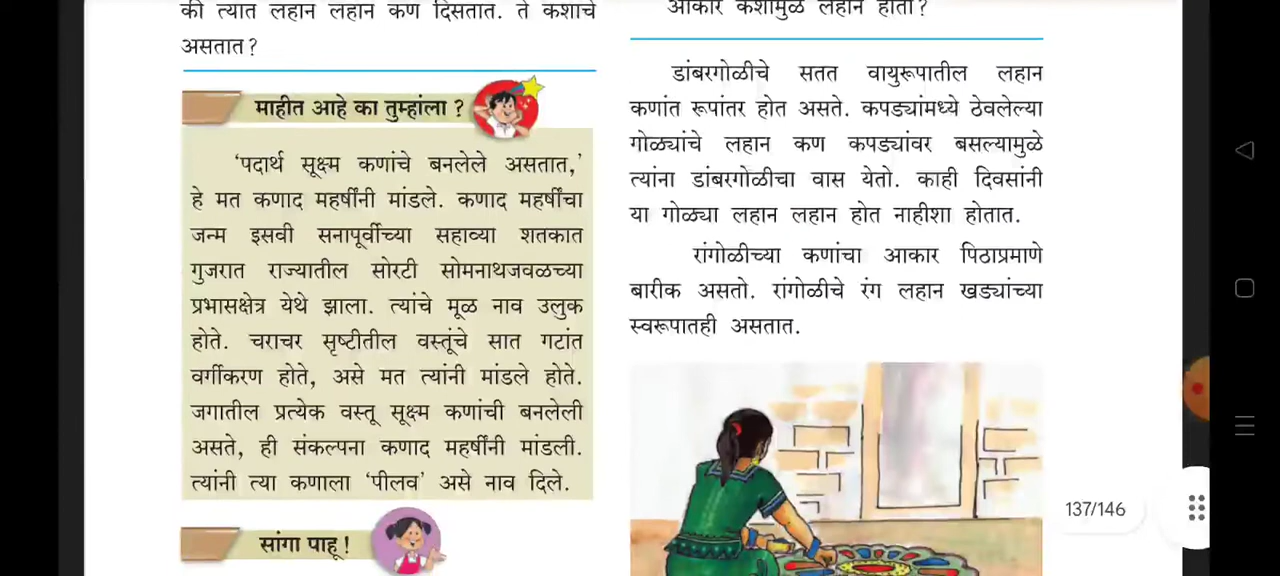 की त्यात लहान लहान कण दिसतात. ते कशाचे
असतात?
माहीत आहे का तुम्हांला ?
‘पदार्थ सूक्ष्म कणांचे बनलेले असतात,’
हे मत कणाद महर्षींनी मांडले. कणाद महर्षींचा
जन्म इसवी सनापूर्वीच्या सहाव्या शतकात
गुजरात राज्यातील सोरटी सोमनाथजवळच्या
प्रभासक्षेत्र येथे झाला. त्यांचे मूळ नाव उलुक
होते. चराचर सृष्टीतील वस्तूंचे सात गटांत
वर्गीकरण होते, असे मत त्यांनी मांडले होते.
जगातील प्रत्येक वस्तू सूक्ष्म कणांची बनलेली
असते, ही संकल्पना कणाद महर्षींनी मांडली.
त्यांनी त्या कणाला ‘पीलव’ असे नाव दिले.
सांगा पाहू !
आकार कशामुळे लहान होतो?
डांबरगोळीचे सतत वायुरूपातील लहान
कणांत रूपांतर होत असते. कपड्यांमध्ये ठेवलेल्या
गोळ्यांचे लहान कण कपड्यांवर बसल्यामुळे
त्यांना डांबरगोळीचा वास येतो. काही दिवसांनी
या गोळ्या लहान लहान होत नाहीशा होतात.
रांगोळीच्या कणांचा आकार पिठाप्रमाणे
बारीक असतो. रांगोळीचे रंग लहान खड्यांच्या
स्वरूपातही असतात.
137/146